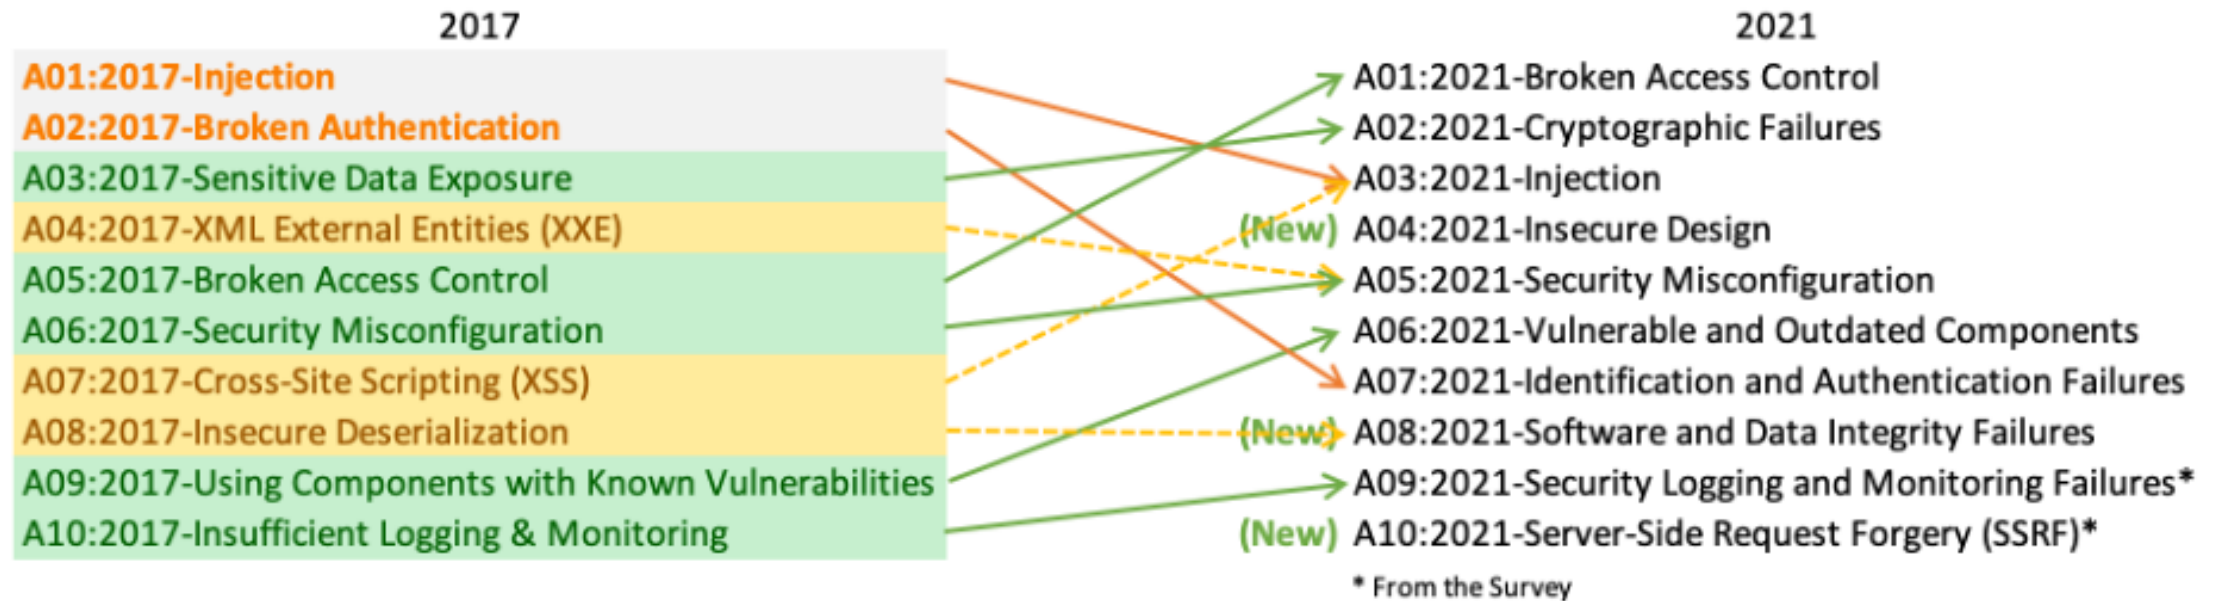 2017
A01:2017-Injection
A02:2017-Broken Authentication
A03:2017-Sensitive Data Exposure
A04:2017-XML External Entities (XXE)
A05:2017-Broken Access Control
A06:2017-Security Misconfiguration
A07:2017-Cross-Site Scripting (XSS)
A08:2017-Insecure Deserialization
A09:2017-Using Components with Known Vulnerabilities
A10:2017-Insufficient Logging & Monitoring
2021
A01:2021-Broken Access Control
A02:2021-Cryptographic Failures
A03:2021-Injection
(New) A04:2021-Insecure Design
A05:2021-Security Misconfiguration
A06:2021-Vulnerable and Outdated Components
A07:2021-Identification and Authentication Failures
(New) A08:2021-Software and Data Integrity Failures
A09:2021-Security Logging and Monitoring Failures*
(New) A10:2021-Server-Side Request Forgery (SSRF)*
* From the Survey